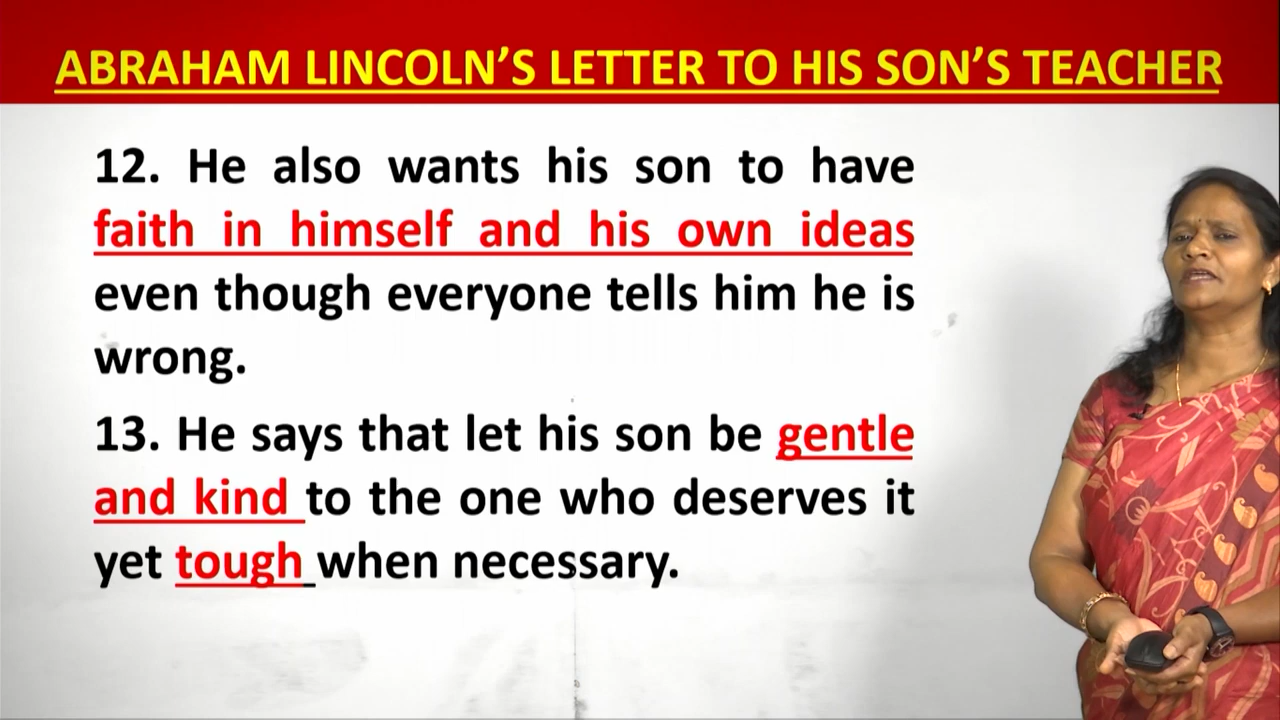 ABRAHAM LINCOLN’S LETTER TO HIS SON’S TEACHER
12. He also wants his son to have
faith in himself and his own ideas
even though everyone tells him he is
wrong.
13. He says that let his son be gentle
and kind to the one who deserves it
yet tough when necessary.